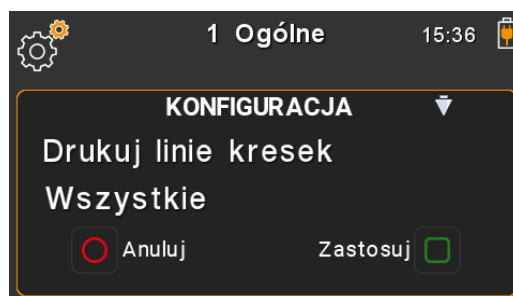 1 Ogólne 15:36
KONFIGURACJA
Drukuj linie kresek
Wszystkie
Anuluj Zastosuj